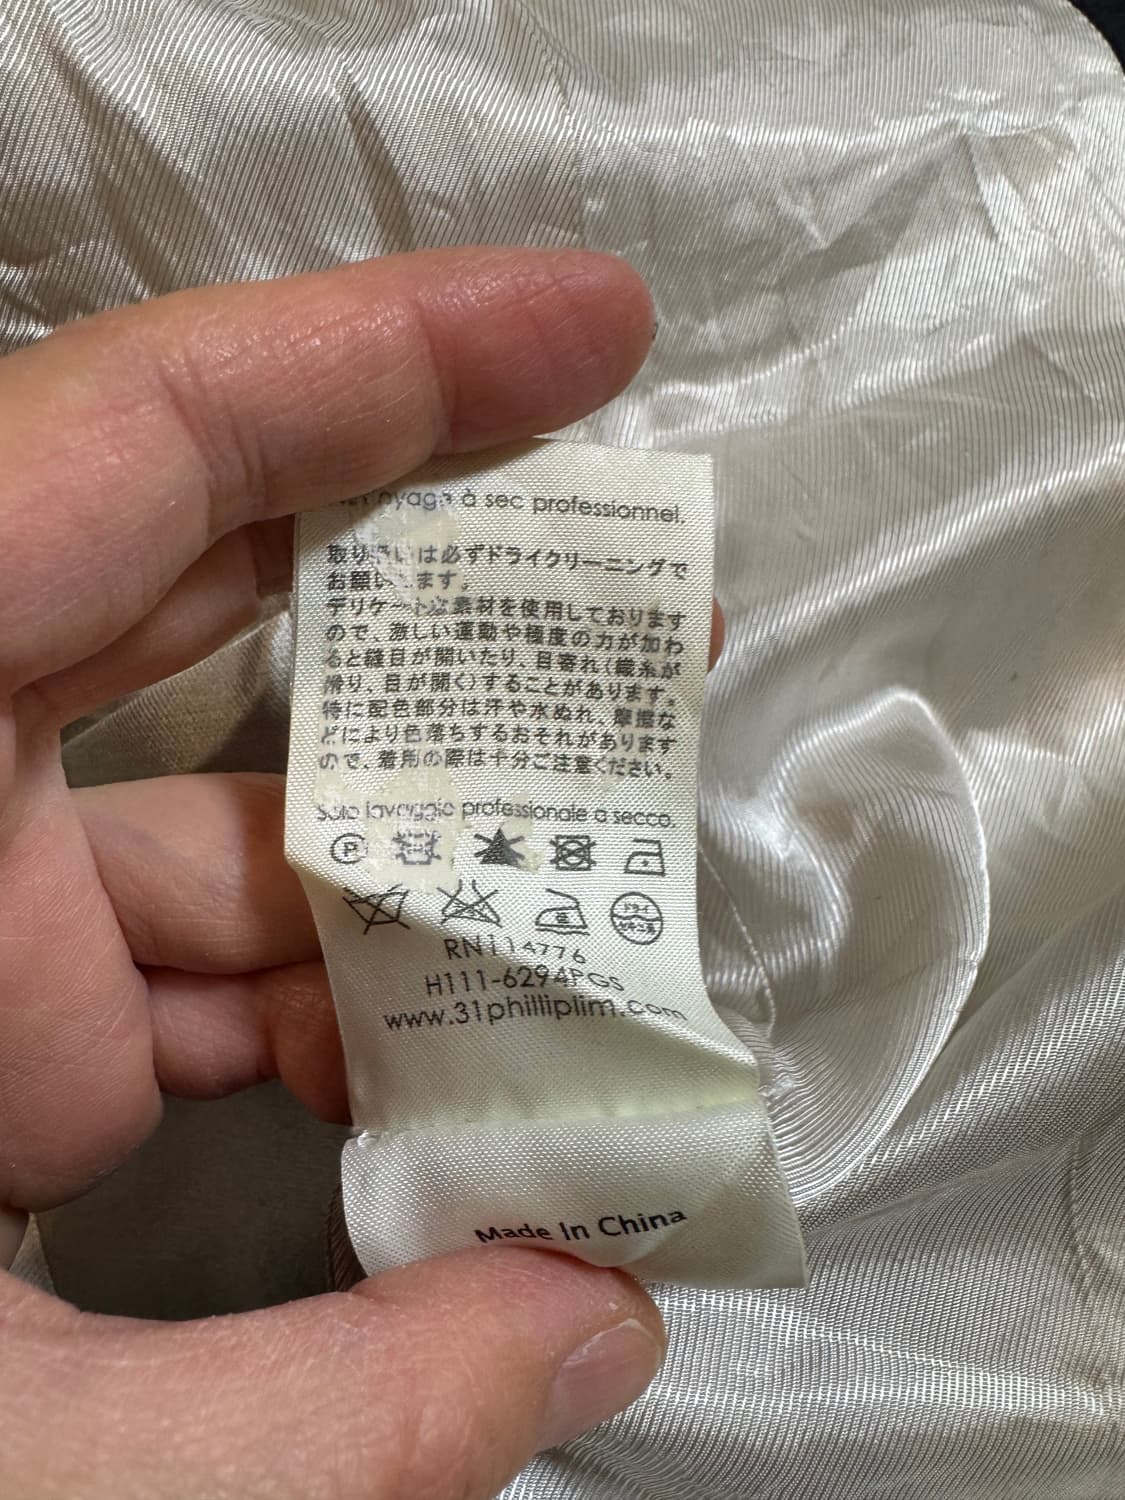 Nettoyage à sec professionnel.
取り扱いは必ずドライクリーニングで
お願いします。
デリケートな素材を使用しております
ので、激しい運動や極度の力が加わ
ると縫目が開いたり、目寄れ(織糸が
滑り、目が開く)することがあります。
特に配色部分は汗や水ぬれ、摩擦な
どにより色落ちするおそれがあります
ので、着用の際は十分ご注意ください。
Solo lavaggio professionale a secco.
P
RN114776
H111-6294PGS
www.31philliplim.com
Made In China